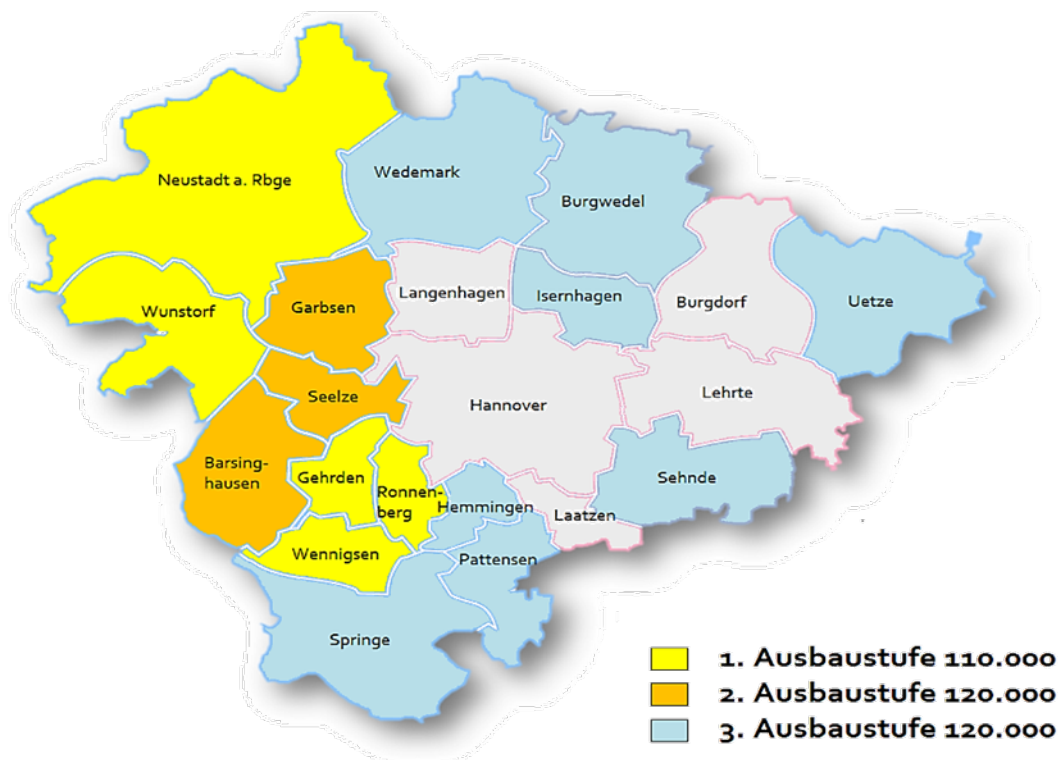 Neustadt a. Rbge
Wedemark
Burgwedel
Wunstorf
Garbsen
Langenhagen
Isernhagen
Burgdorf
Uetze
Seelze
Hannover
Lehrte
Barsing-
hausen
Gehrden
Ronnen-
berg
Hemmingen
Laatzen
Sehnde
Wennigsen
Pattensen
Springe
1. Ausbaustufe 110.000
2. Ausbaustufe 120.000
3. Ausbaustufe 120.000